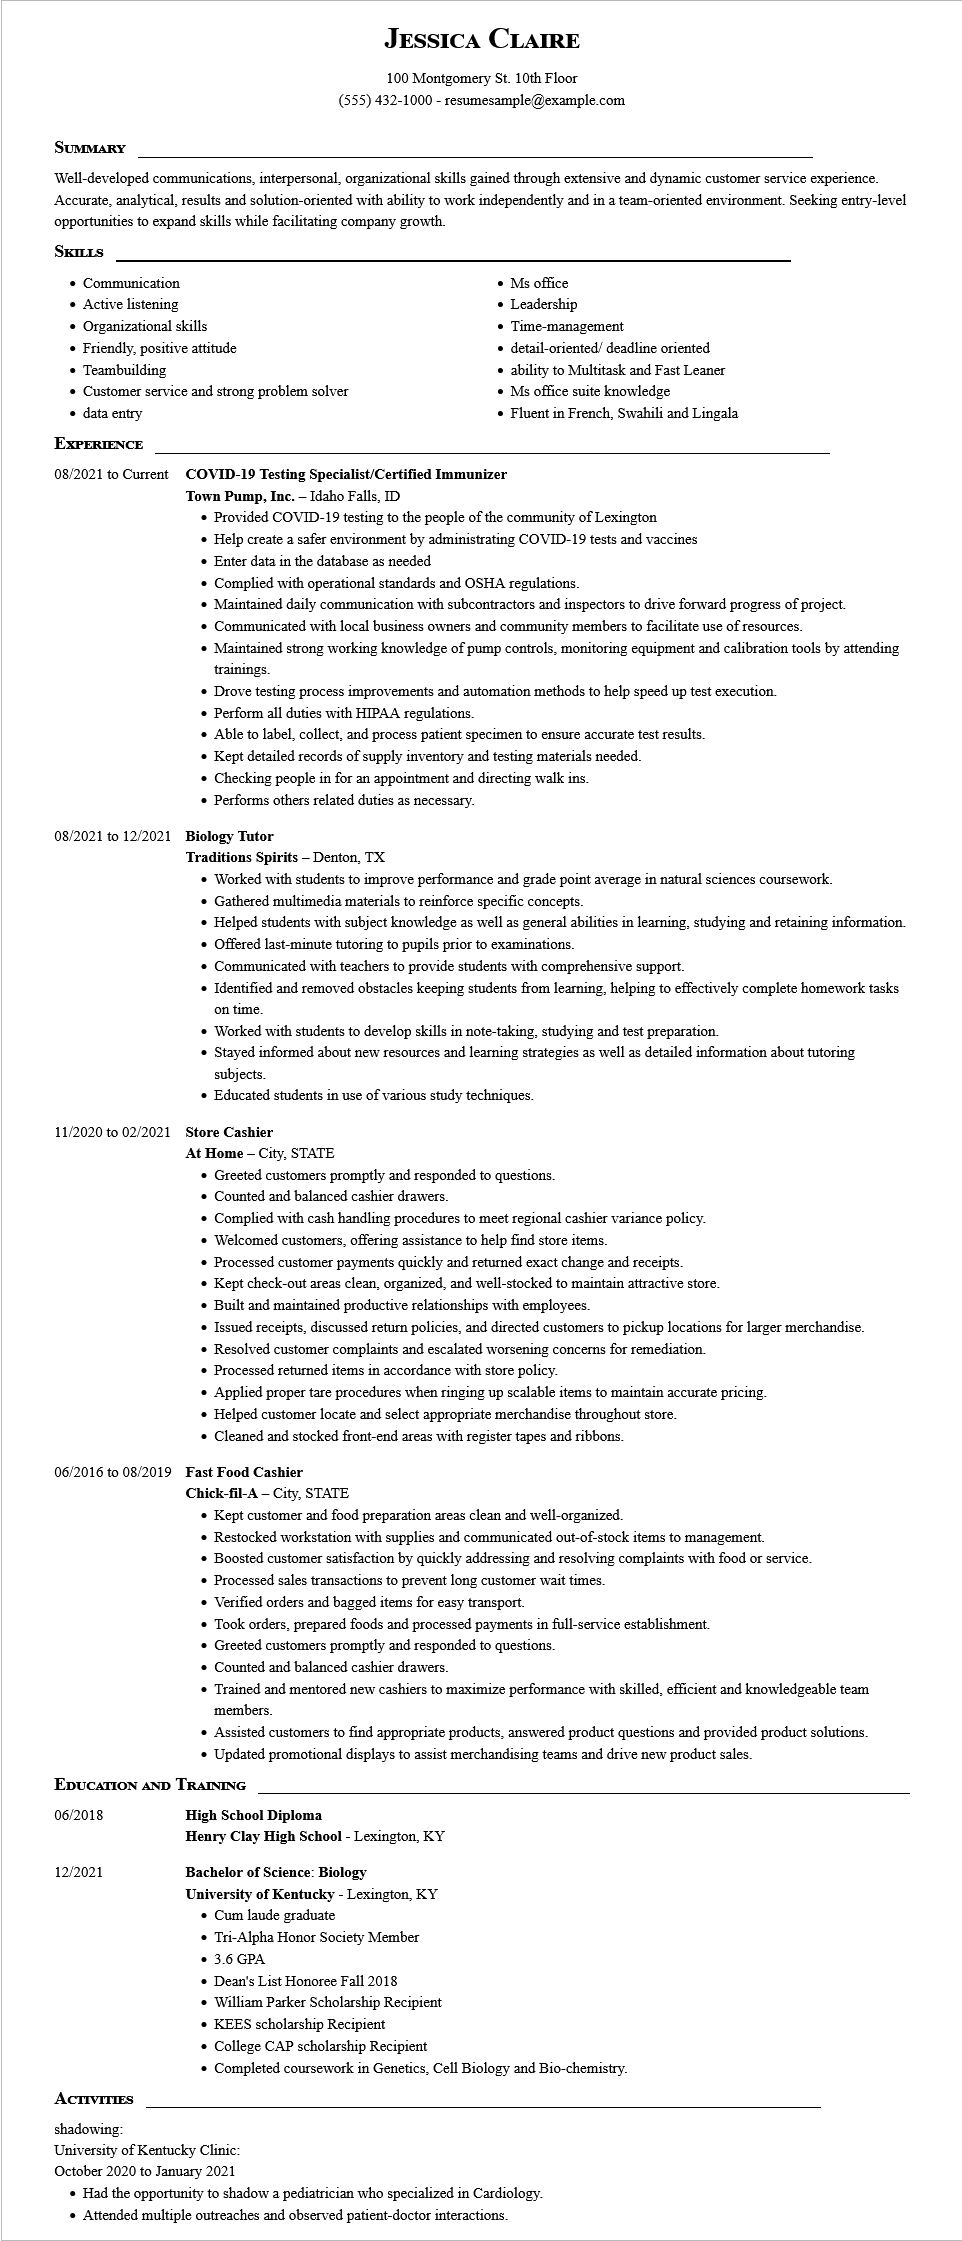 Jessica Claire
100 Montgomery St. 10th Floor
(555) 432-1000 - resumesample@example.com
Summary
Well-developed communications, interpersonal, organizational skills gained through extensive and dynamic customer service experience.
Accurate, analytical, results and solution-oriented with ability to work independently and in a team-oriented environment. Seeking entry-level
opportunities to expand skills while facilitating company growth.
Skills
• Communication
• Active listening
• Organizational skills
• Friendly, positive attitude
• Teambuilding
• Customer service and strong problem solver
• data entry
• Ms office
• Leadership
• Time-management
• detail-oriented/ deadline oriented
• ability to Multitask and Fast Leaner
• Ms office suite knowledge
• Fluent in French, Swahili and Lingala
Experience
08/2021 to Current COVID-19 Testing Specialist/Certified Immunizer
Town Pump, Inc. – Idaho Falls, ID
• Provided COVID-19 testing to the people of the community of Lexington
• Help create a safer environment by administrating COVID-19 tests and vaccines
• Enter data in the database as needed
• Complied with operational standards and OSHA regulations.
• Maintained daily communication with subcontractors and inspectors to drive forward progress of project.
• Communicated with local business owners and community members to facilitate use of resources.
• Maintained strong working knowledge of pump controls, monitoring equipment and calibration tools by attending
trainings.
• Drove testing process improvements and automation methods to help speed up test execution.
• Perform all duties with HIPAA regulations.
• Able to label, collect, and process patient specimen to ensure accurate test results.
• Kept detailed records of supply inventory and testing materials needed.
• Checking people in for an appointment and directing walk ins.
• Performs others related duties as necessary.
08/2021 to 12/2021 Biology Tutor
Traditions Spirits – Denton, TX
• Worked with students to improve performance and grade point average in natural sciences coursework.
• Gathered multimedia materials to reinforce specific concepts.
• Helped students with subject knowledge as well as general abilities in learning, studying and retaining information.
• Offered last-minute tutoring to pupils prior to examinations.
• Communicated with teachers to provide students with comprehensive support.
• Identified and removed obstacles keeping students from learning, helping to effectively complete homework tasks
on time.
• Worked with students to develop skills in note-taking, studying and test preparation.
• Stayed informed about new resources and learning strategies as well as detailed information about tutoring
subjects.
• Educated students in use of various study techniques.
11/2020 to 02/2021 Store Cashier
At Home – City, STATE
• Greeted customers promptly and responded to questions.
• Counted and balanced cashier drawers.
• Complied with cash handling procedures to meet regional cashier variance policy.
• Welcomed customers, offering assistance to help find store items.
• Processed customer payments quickly and returned exact change and receipts.
• Kept check-out areas clean, organized, and well-stocked to maintain attractive store.
• Built and maintained productive relationships with employees.
• Issued receipts, discussed return policies, and directed customers to pickup locations for larger merchandise.
• Resolved customer complaints and escalated worsening concerns for remediation.
• Processed returned items in accordance with store policy.
• Applied proper tare procedures when ringing up scalable items to maintain accurate pricing.
• Helped customer locate and select appropriate merchandise throughout store.
• Cleaned and stocked front-end areas with register tapes and ribbons.
06/2016 to 08/2019 Fast Food Cashier
Chick-fil-A – City, STATE
• Kept customer and food preparation areas clean and well-organized.
• Restocked workstation with supplies and communicated out-of-stock items to management.
• Boosted customer satisfaction by quickly addressing and resolving complaints with food or service.
• Processed sales transactions to prevent long customer wait times.
• Verified orders and bagged items for easy transport.
• Took orders, prepared foods and processed payments in full-service establishment.
• Greeted customers promptly and responded to questions.
• Counted and balanced cashier drawers.
• Trained and mentored new cashiers to maximize performance with skilled, efficient and knowledgeable team
members.
• Assisted customers to find appropriate products, answered product questions and provided product solutions.
• Updated promotional displays to assist merchandising teams and drive new product sales.
Education and Training
06/2018 High School Diploma
Henry Clay High School - Lexington, KY
12/2021 Bachelor of Science: Biology
University of Kentucky - Lexington, KY
• Cum laude graduate
• Tri-Alpha Honor Society Member
• 3.6 GPA
• Dean's List Honoree Fall 2018
• William Parker Scholarship Recipient
• KEES scholarship Recipient
• College CAP scholarship Recipient
• Completed coursework in Genetics, Cell Biology and Bio-chemistry.
Activities
shadowing:
University of Kentucky Clinic:
October 2020 to January 2021
• Had the opportunity to shadow a pediatrician who specialized in Cardiology.
• Attended multiple outreaches and observed patient-doctor interactions.